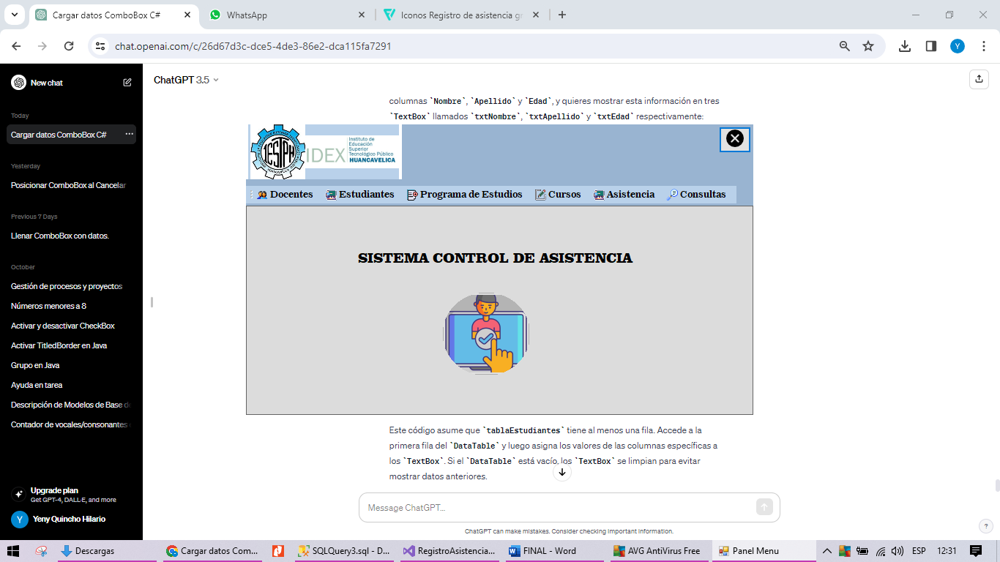 Cargar datos ComboBox C#
WhatsApp
Iconos Registro de asistencia gr
chat.openai.com/c/26d67d3c-dce5-4de3-86e2-dca115fa7291
Y
New chat
Today
Cargar datos ComboBox C#
Yesterday
Posicionar ComboBox al Cancelar
Previous 7 Days
Llenar ComboBox con datos.
October
Gestión de procesos y proyectos
Números menores a 8
Activar y desactivar CheckBox
Activar TitledBorder en Java
Grupo en Java
Ayuda en tarea
Descripción de Modelos de Base de
Contador de vocales/consonantes
Upgrade plan
Get GPT-4, DALL·E, and more
Y
Yeny Quincho Hilario
ChatGPT 3.5
columnas `Nombre`, `Apellido` y `Edad`, y quieres mostrar esta información en tres
`TextBox` llamados `txtNombre`, `txtApellido` y `txtEdad` respectivamente:
IESTPH
IDEX
Instituto de
Educación
Superior
Tecnológico Público
HUANCAVELICA
Docentes
Estudiantes
Programa de Estudios
Cursos
Asistencia
Consultas
SISTEMA CONTROL DE ASISTENCIA
Este código asume que `tablaEstudiantes` tiene al menos una fila. Accede a la
primera fila del `DataTable` y luego asigna los valores de las columnas específicas a
los `TextBox`. Si el `DataTable` está vacío, los `TextBox` se limpian para evitar
mostrar datos anteriores.
Message ChatGPT...
ChatGPT can make mistakes. Consider checking important information.
?
Descargas
Cargar datos Com...
SQLQuery3.sql - D...
RegistroAsistencia...
FINAL - Word
AVG AntiVirus Free
Panel Menu
ESP
12:31